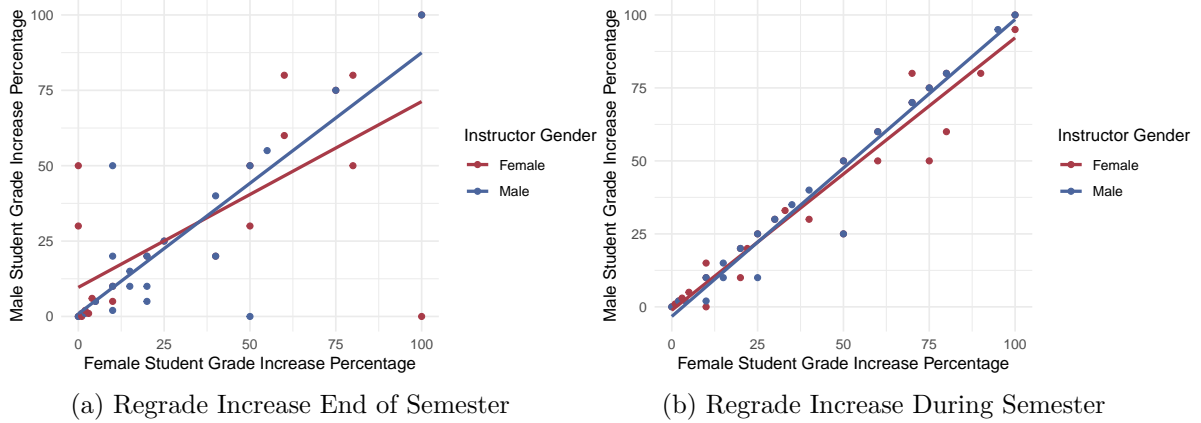 100
75
50
25
0
Male Student Grade Increase Percentage
0 25 50 75 100
Female Student Grade Increase Percentage
Instructor Gender
Female
Male
(a) Regrade Increase End of Semester
100
75
50
25
0
Male Student Grade Increase Percentage
0 25 50 75 100
Female Student Grade Increase Percentage
Instructor Gender
Female
Male
(b) Regrade Increase During Semester